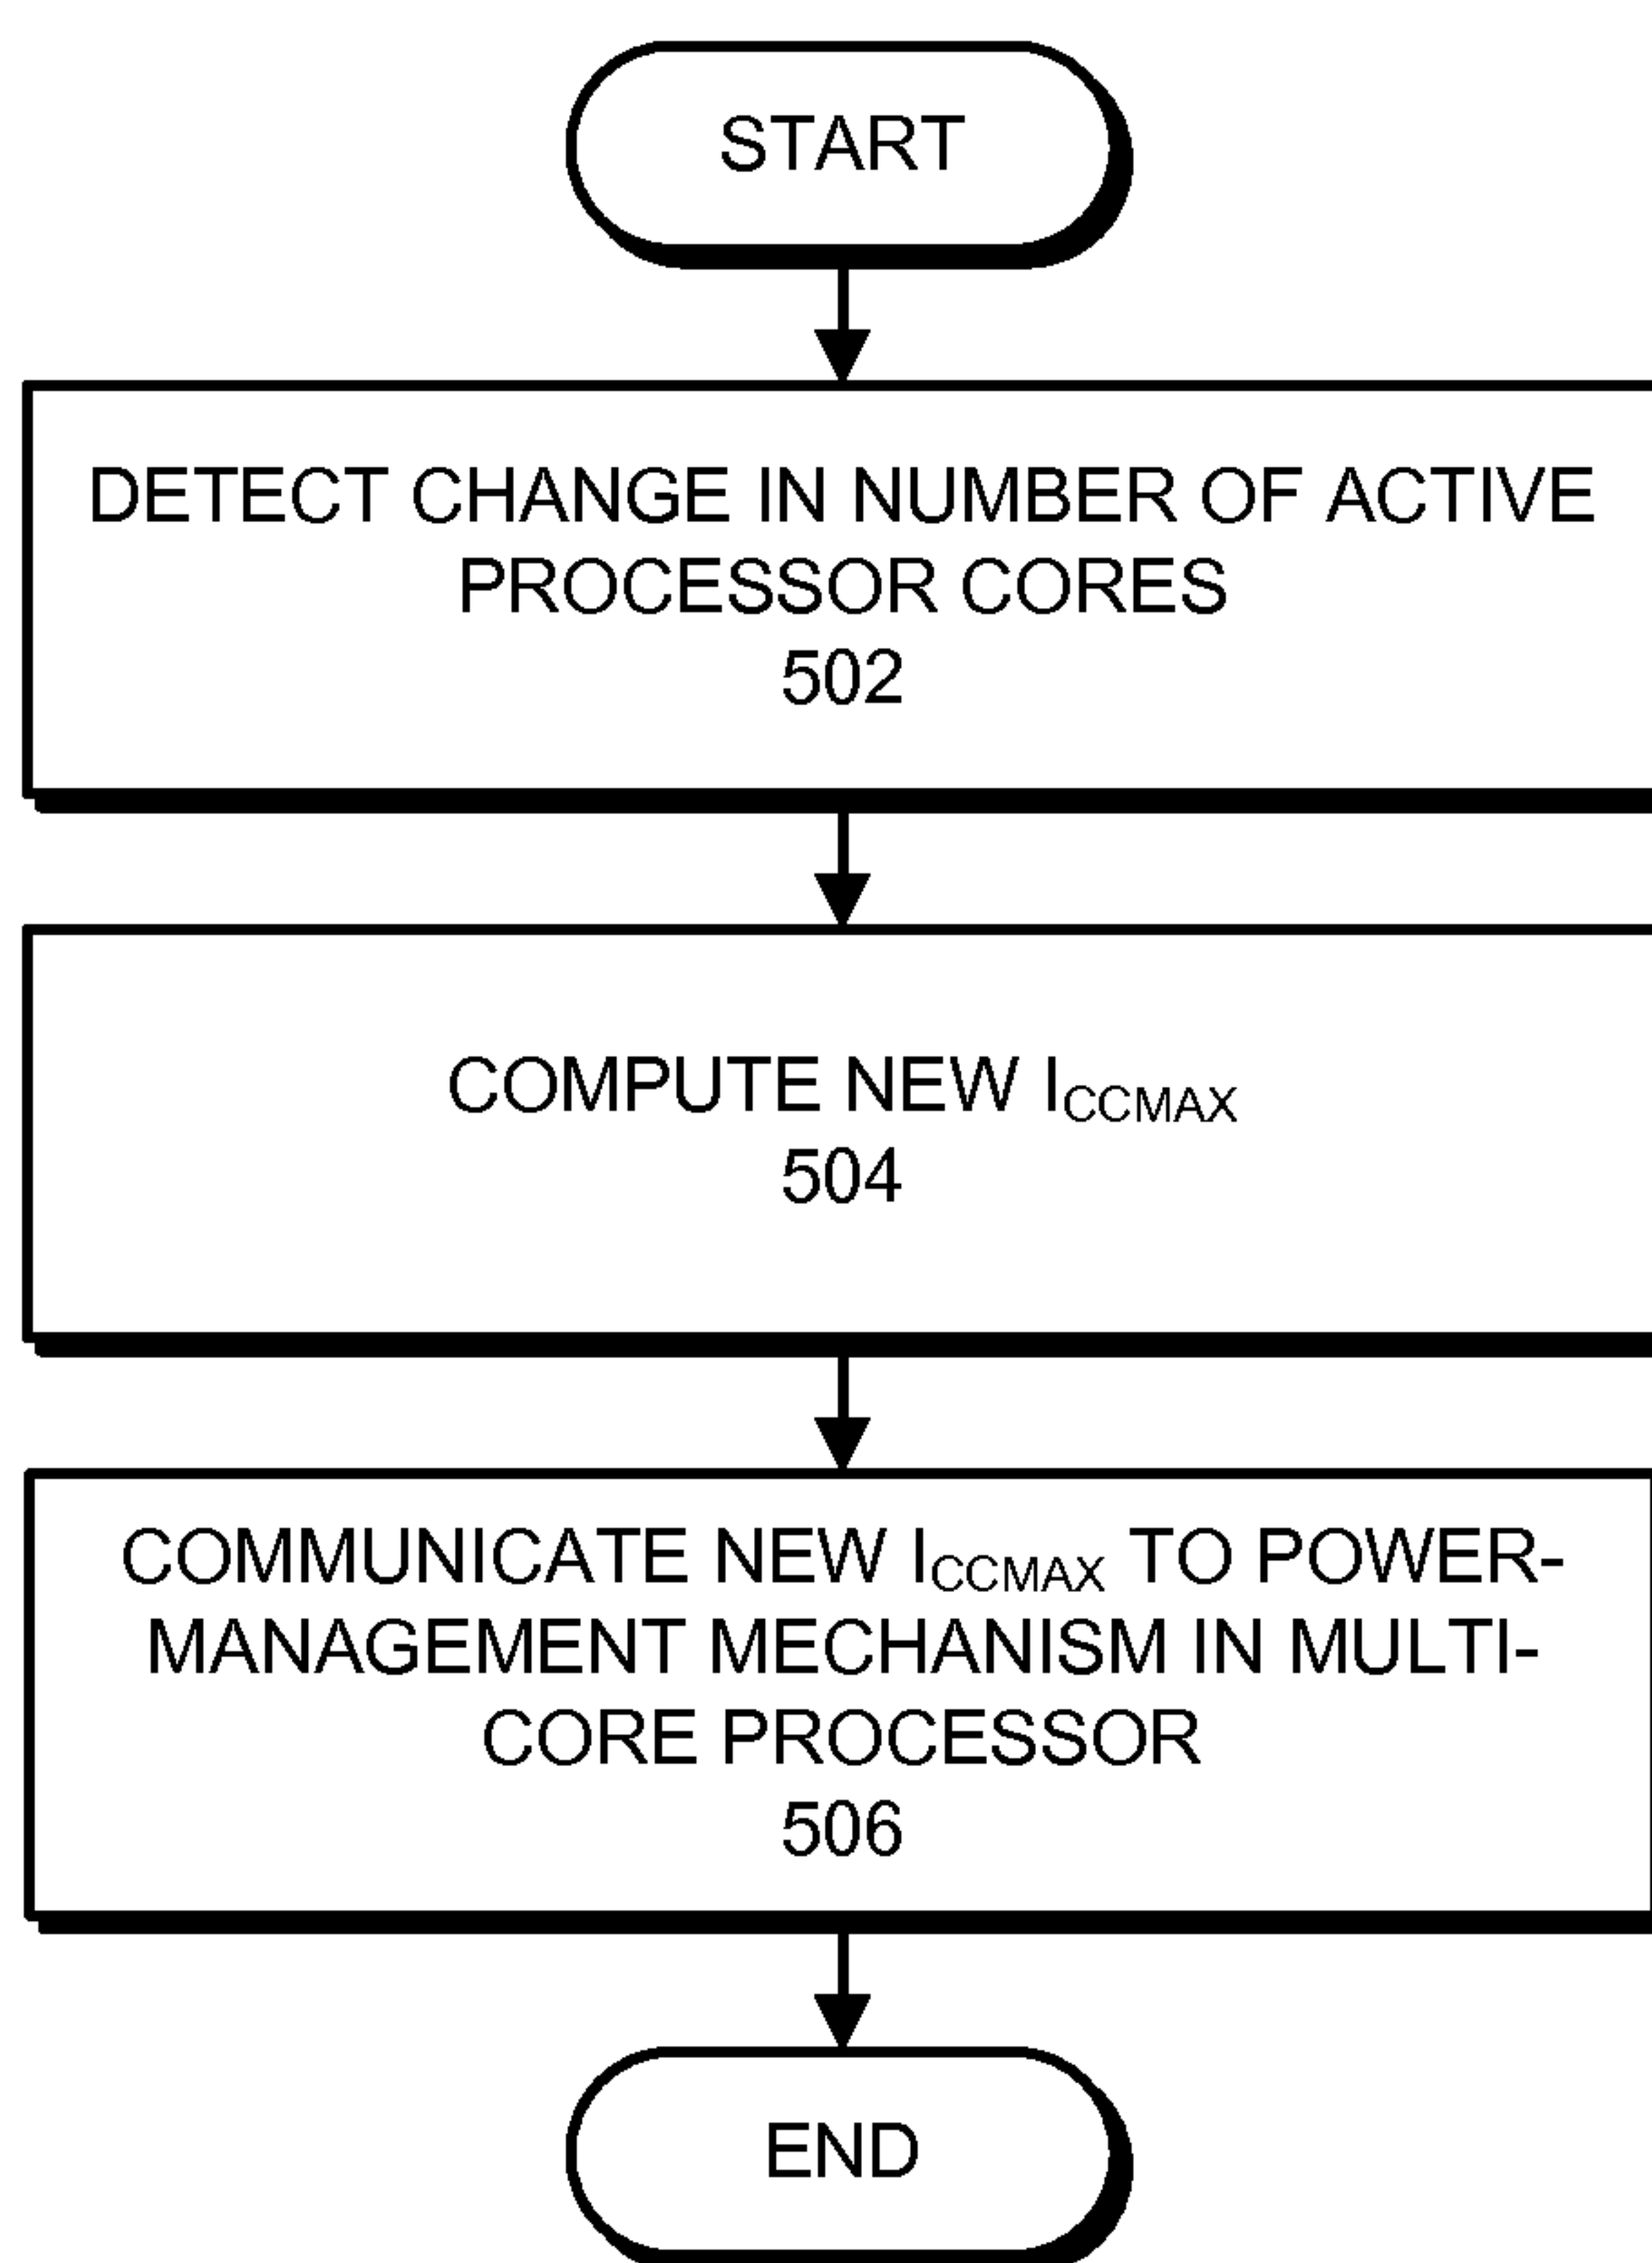 START
DETECT CHANGE IN NUMBER OF ACTIVE
PROCESSOR CORES
502
COMPUTE NEW ICCMAX
504
COMMUNICATE NEW ICCMAX TO POWER-
MANAGEMENT MECHANISM IN MULTI-
CORE PROCESSOR
506
END